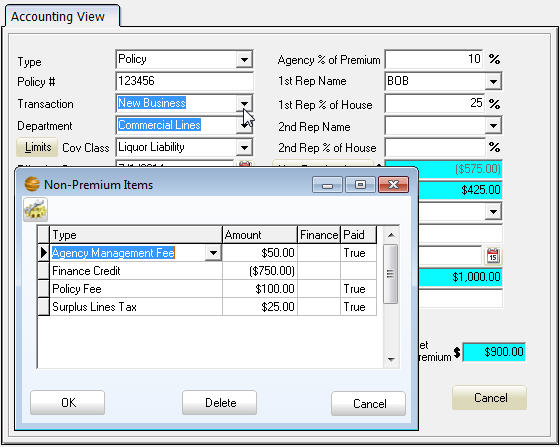 Accounting View
Type Policy Agency % of Premium 10 %
Policy # 123456 1st Rep Name BOB
Transaction New Business 1st Rep % of House 25 %
Department Commercial Lines 2nd Rep Name
Limits Cov Class Liquor Liability 2nd Rep % of House %
($575.00)
$425.00
15
$1,000.00
et
remium $ $900.00
Cancel
Non-Premium Items
Type Amount Finance Paid
Agency Management Fee $50.00 True
Finance Credit ($750.00)
Policy Fee $100.00 True
Surplus Lines Tax $25.00 True
OK Delete Cancel